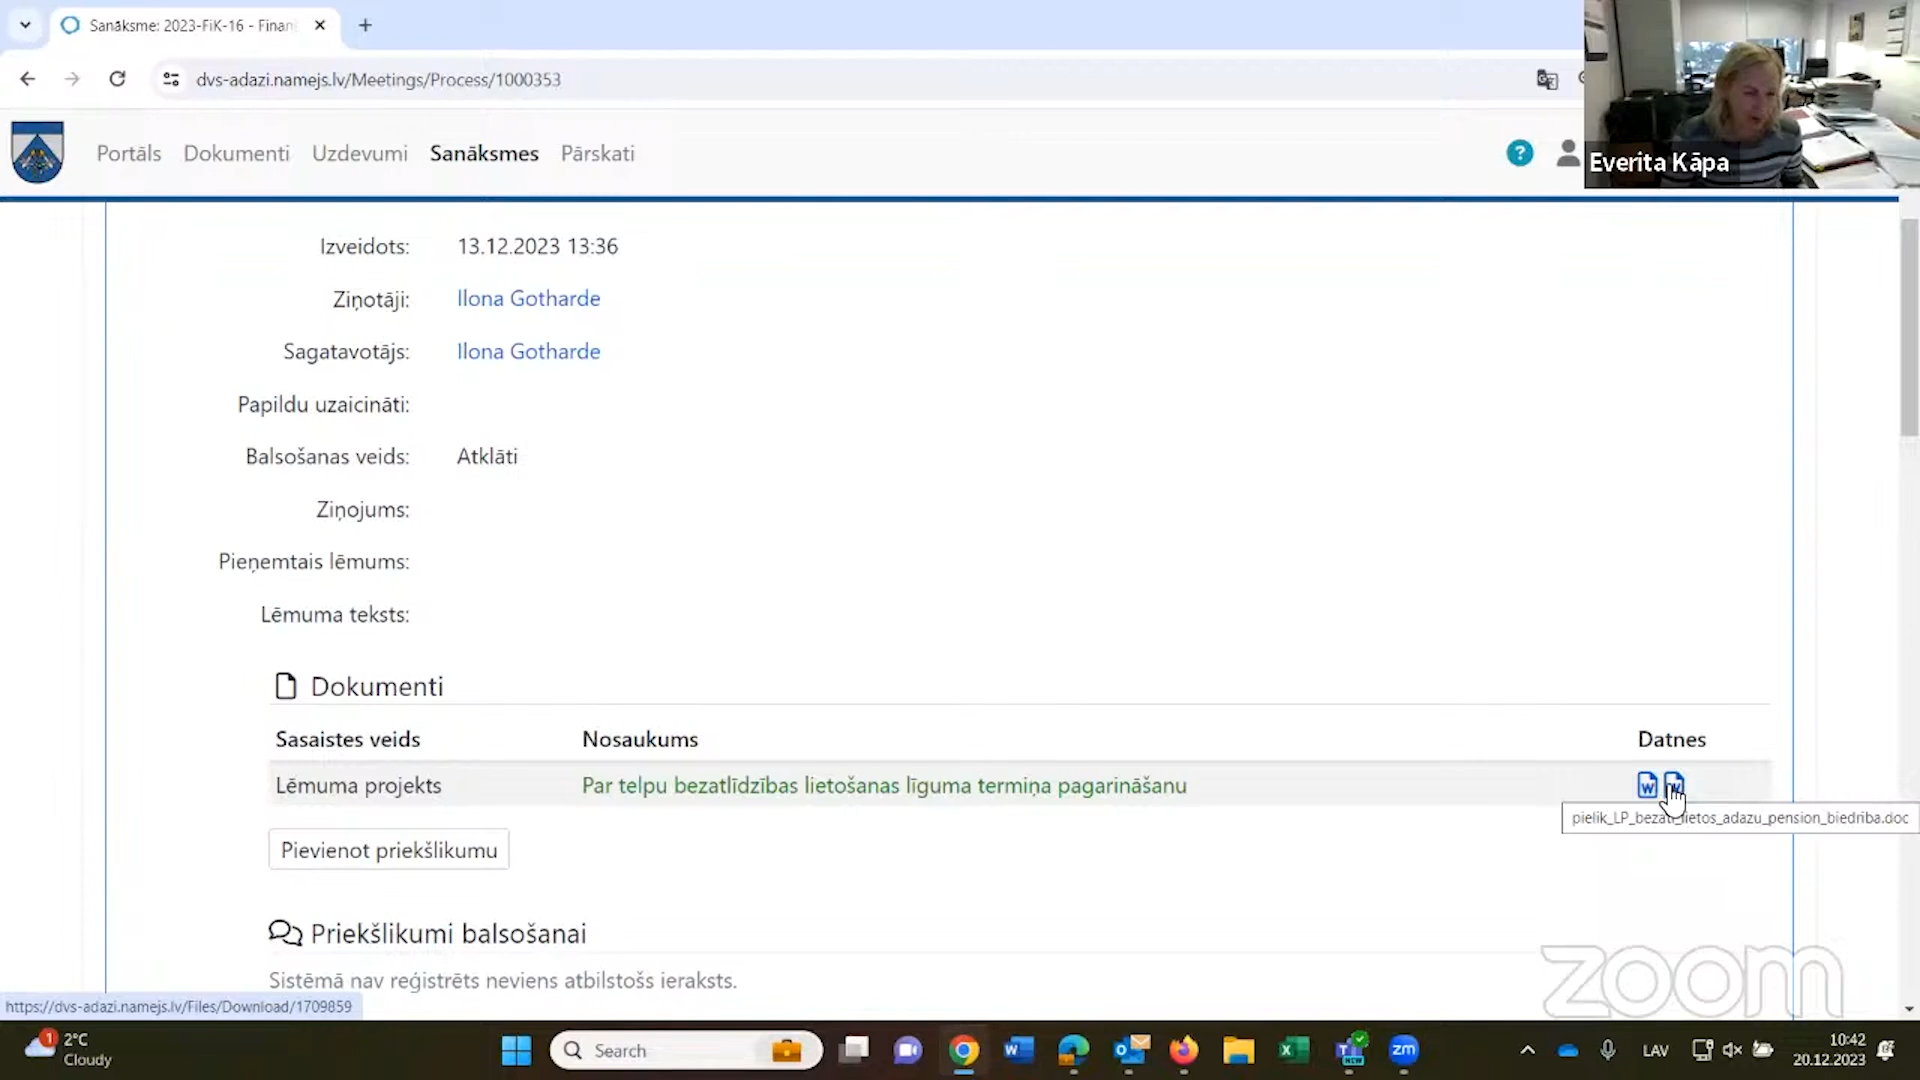 Sanāksme: 2023-FiK-16 - Finan
dvs-adazi.namejs.lv/Meetings/Process/1000353
Portāls Dokumenti Uzdevumi Sanāksmes Pārskati
?
Everita Kāpa
Izveidots: 13.12.2023 13:36
Ziņotāji: Ilona Gotharde
Sagatavotājs: Ilona Gotharde
Papildu uzaicināti:
Balsošanas veids: Atklāti
Ziņojums:
Pieņemtais lēmums:
Lēmuma teksts:
Dokumenti
Sasaistes veids Nosaukums Datnes
Lēmuma projekts Par telpu bezatlīdzības lietošanas līguma termiņa pagarināšanu
pielik_LP_bezatl_lietos_adazu_pension_biedriba.doc
Pievienot priekšlikumu
Priekšlikumi balsošanai
Sistēmā nav reģistrēts neviens atbilstošs ieraksts.
zoom
https://dvs-adazi.namejs.lv/Files/Download/1709859
1
2°C
Cloudy
Search
NEW
zm
LAV
10:42
20.12.2023